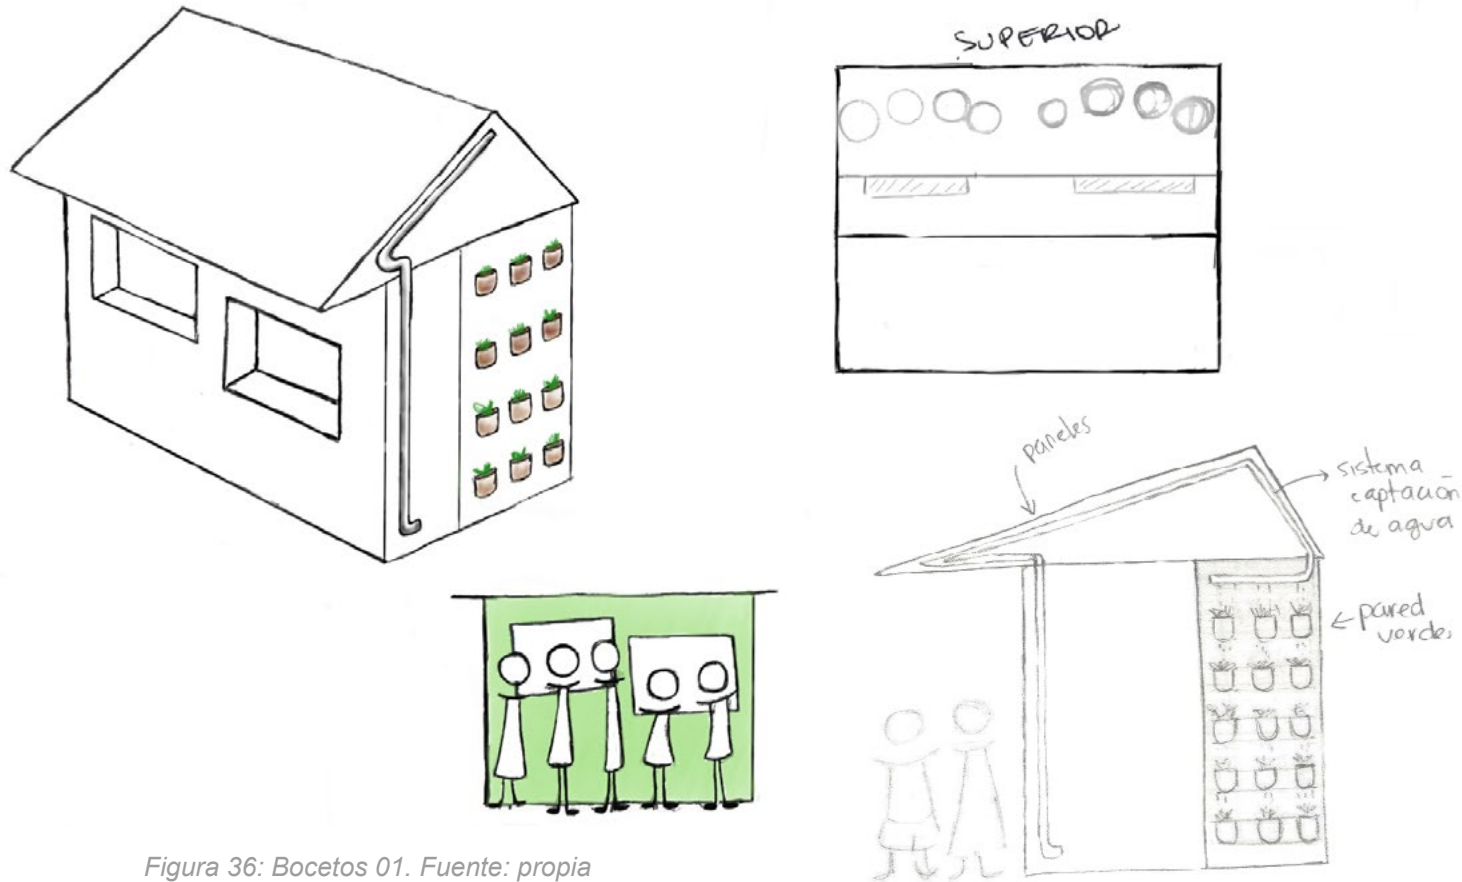 SUPERIOR
paneles
sistema
captación
de agua
pared
verde
Figura 36: Bocetos 01. Fuente: propia